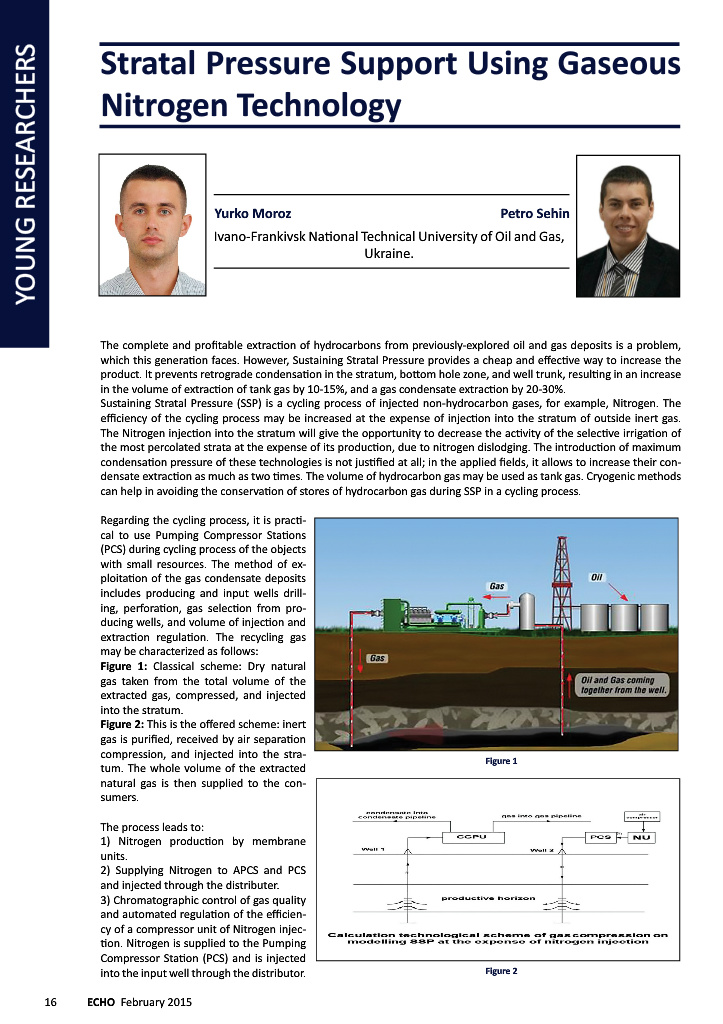 YOUNG RESEARCHERS
Stratal Pressure Support Using Gaseous
Nitrogen Technology
Yurko Moroz
Petro Sehin
Ivano-Frankivsk National Technical University of Oil and Gas,
Ukraine.
The complete and profitable extraction of hydrocarbons from previously-explored oil and gas deposits is a problem,
which this generation faces. However, Sustaining Stratal Pressure provides a cheap and effective way to increase the
product. It prevents retrograde condensation in the stratum, bottom hole zone, and well trunk, resulting in an increase
in the volume of extraction of tank gas by 10-15%, and a gas condensate extraction by 20-30%.
Sustaining Stratal Pressure (SSP) is a cycling process of injected non-hydrocarbon gases, for example, Nitrogen. The
efficiency of the cycling process may be increased at the expense of injection into the stratum of outside inert gas.
The Nitrogen injection into the stratum will give the opportunity to decrease the activity of the selective irrigation of
the most percolated strata at the expense of its production, due to nitrogen dislodging. The introduction of maximum
condensation pressure of these technologies is not justified at all; in the applied fields, it allows to increase their con-
densate extraction as much as two times. The volume of hydrocarbon gas may be used as tank gas. Cryogenic methods
can help in avoiding the conservation of stores of hydrocarbon gas during SSP in a cycling process.
Regarding the cycling process, it is practi-
cal to use Pumping Compressor Stations
(PCS) during cycling process of the objects
with small resources. The method of ex-
ploitation of the gas condensate deposits
includes producing and input wells drill-
ing, perforation, gas selection from pro-
ducing wells, and volume of injection and
extraction regulation. The recycling gas
may be characterized as follows:
Figure 1: Classical scheme: Dry natural
gas taken from the total volume of the
extracted gas, compressed, and injected
into the stratum.
Figure 2: This is the offered scheme: inert
gas is purified, received by air separation
compression, and injected into the stra-
tum. The whole volume of the extracted
natural gas is then supplied to the con-
sumers.
The process leads to:
1) Nitrogen production by membrane
units.
2) Supplying Nitrogen to APCS and PCS
and injected through the distributer.
3) Chromatographic control of gas quality
and automated regulation of the efficien-
cy of a compressor unit of Nitrogen injec-
tion. Nitrogen is supplied to the Pumping
Compressor Station (PCS) and is injected
into the input well through the distributor.
Gas
Oil
Gas
Oil and Gas coming
together from the well.
Figure 1
condensate into
condensate pipeline
gas into gas pipeline
air
compressor
CGPU
PCS
NU
Well 1
Well 2
productive horizon
Calculation technological scheme of gas compression on
modelling SSP at the expense of nitrogen injection
Figure 2
16 ECHO February 2015